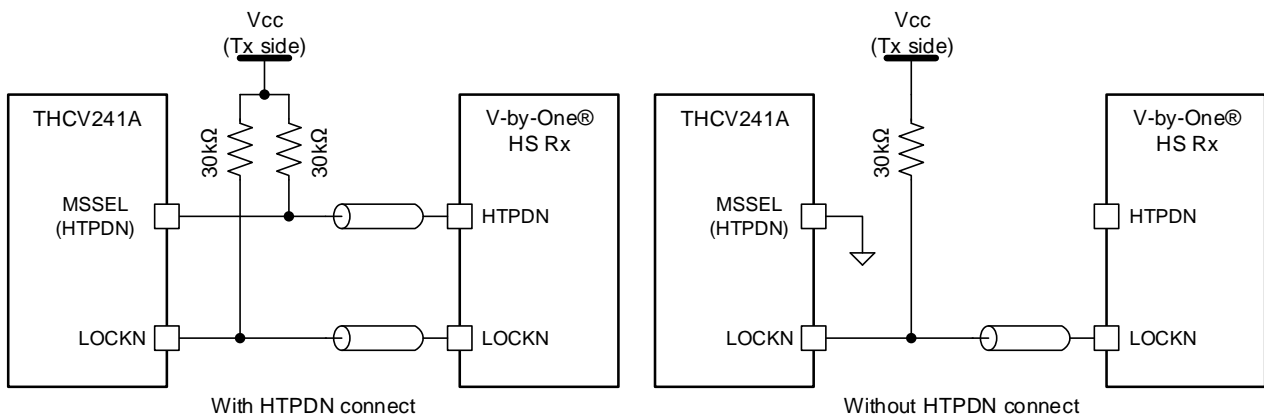 Vcc
(Tx side)
THCV241A
30kΩ
30kΩ
V-by-One®
HS Rx
MSSEL
(HTPDN)
HTPDN
LOCKN
LOCKN
With HTPDN connect
Vcc
(Tx side)
THCV241A
30kΩ
V-by-One®
HS Rx
MSSEL
(HTPDN)
HTPDN
LOCKN
LOCKN
Without HTPDN connect